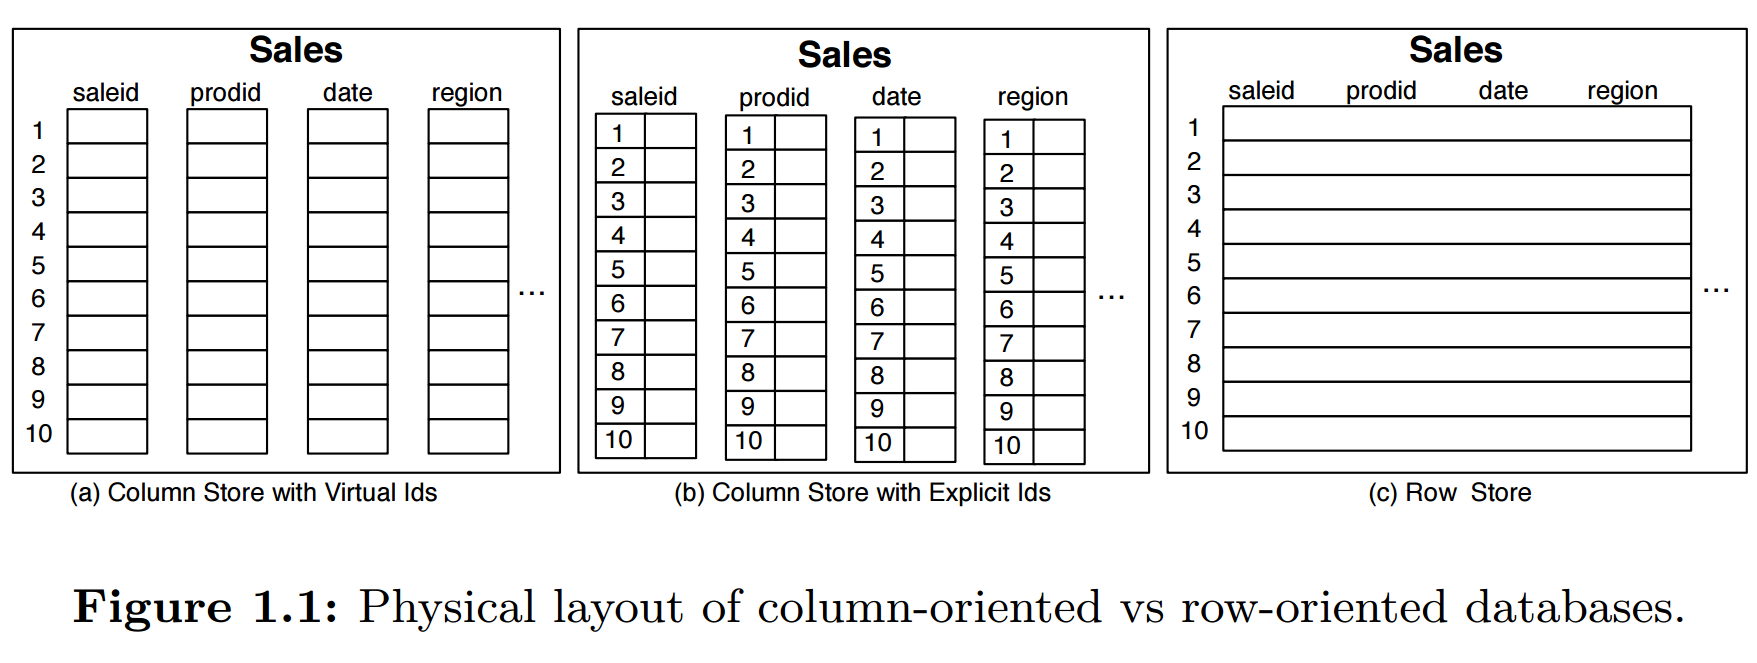 Sales
saleid prodid date region
1
2
3
4
5
6
7
8
9
10
...
(a) Column Store with Virtual Ids
Sales
saleid prodid date region
1 1 1 1
2 2 2 2
3 3 3 3
4 4 4 4
5 5 5 5
6 6 6 6
7 7 7 7
8 8 8 8
9 9 9 9
10 10 10 10
...
(b) Column Store with Explicit Ids
Sales
saleid prodid date region
1
2
3
4
5
6
7
8
9
10
...
(c) Row Store
Figure 1.1: Physical layout of column-oriented vs row-oriented databases.